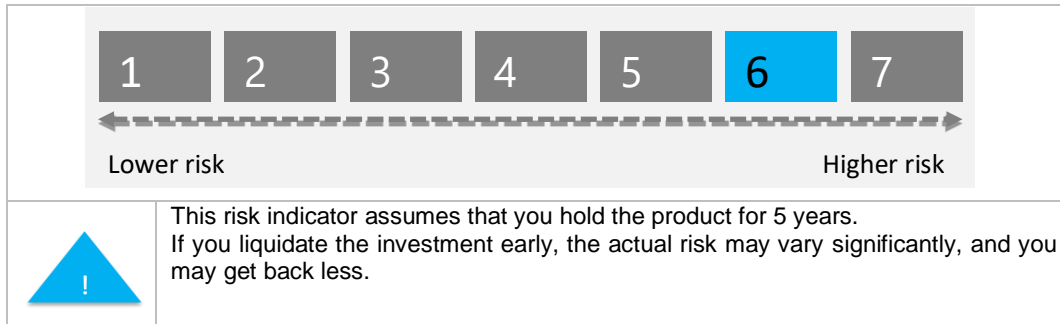 1 2 3 4 5 6 7
Lower risk Higher risk
This risk indicator assumes that you hold the product for 5 years.
If you liquidate the investment early, the actual risk may vary significantly, and you
may get back less.
!